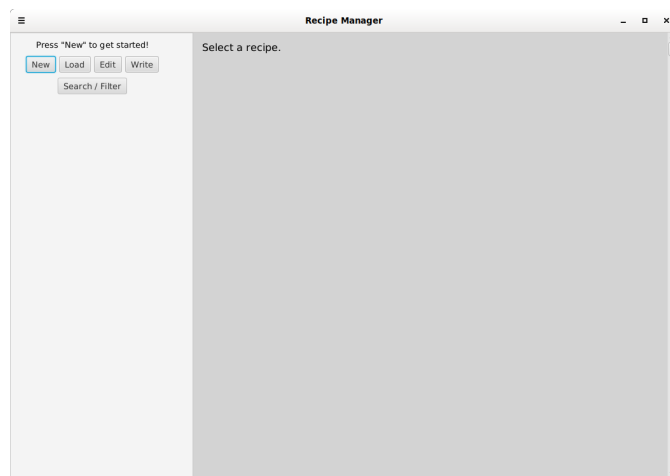 Recipe Manager
Press "New" to get started!
New Load Edit Write
Search / Filter
Select a recipe.